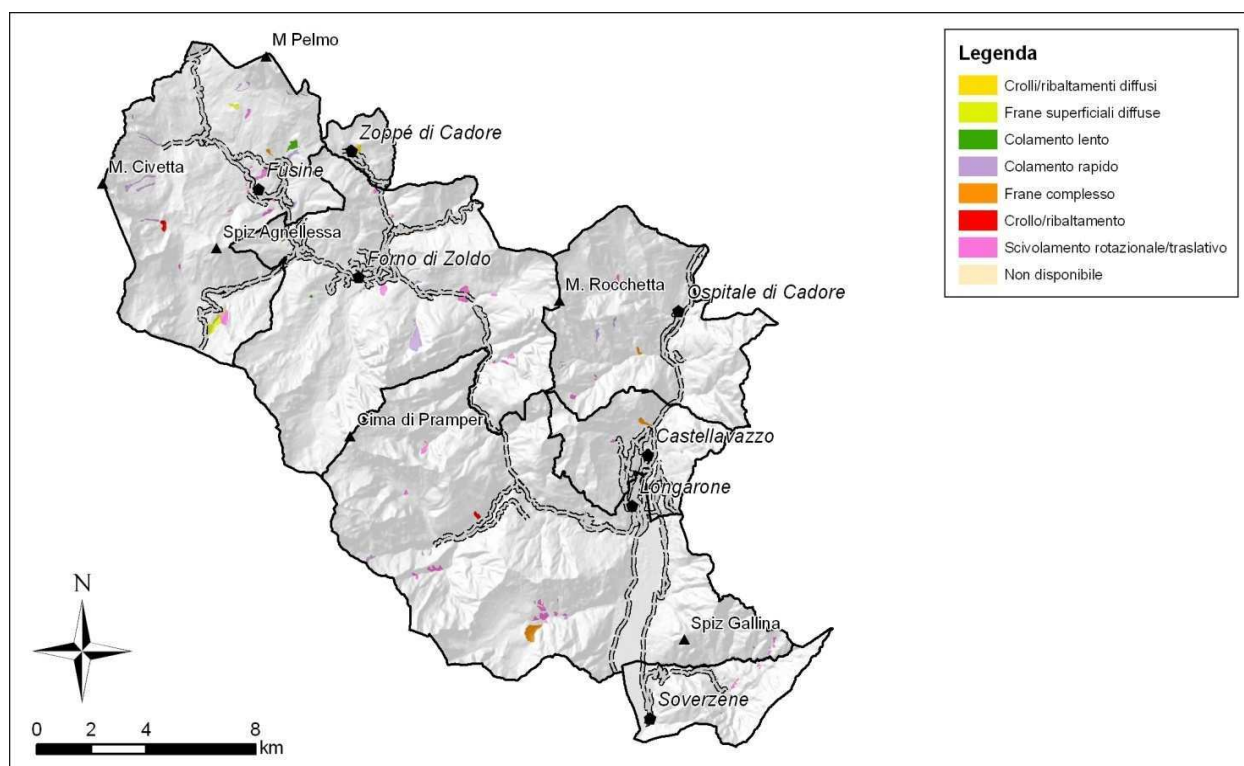 M Pelmo
Zoppé di Cadore
M. Civetta
Fusine
Spiz Agnellessa
Forno di Zoldo
M. Rocchetta
Ospitale di Cadore
Cima di Pramper
Castellavazzo
Longarone
Spiz Gallina
Soverzene
N
0 2 4 8
km
Legenda
Crolli/ribaltamenti diffusi
Frane superficiali diffuse
Colamento lento
Colamento rapido
Frane complesso
Crollo/ribaltamento
Scivolamento rotazionale/traslativo
Non disponibile